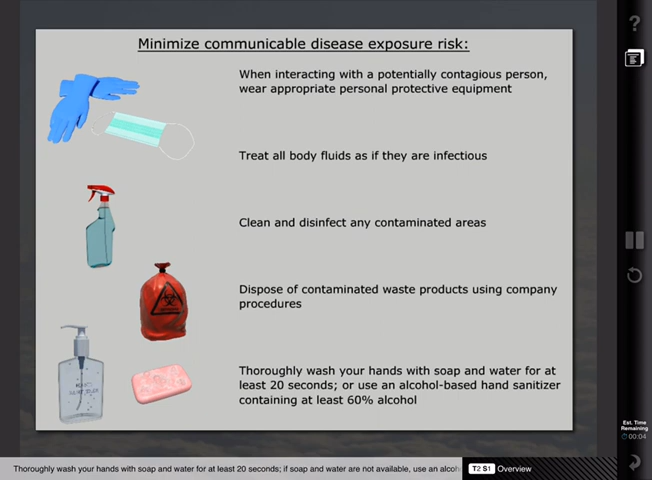 Minimize communicable disease exposure risk:
When interacting with a potentially contagious person,
wear appropriate personal protective equipment
Treat all body fluids as if they are infectious
Clean and disinfect any contaminated areas
Dispose of contaminated waste products using company
procedures
Thoroughly wash your hands with soap and water for at
least 20 seconds; or use an alcohol-based hand sanitizer
containing at least 60% alcohol
HAND
SANITIZER
?
Est. Time
Remaining
00:04
Thoroughly wash your hands with soap and water for at least 20 seconds; if soap and water are not available, use an alcoh
T2 S1 Overview